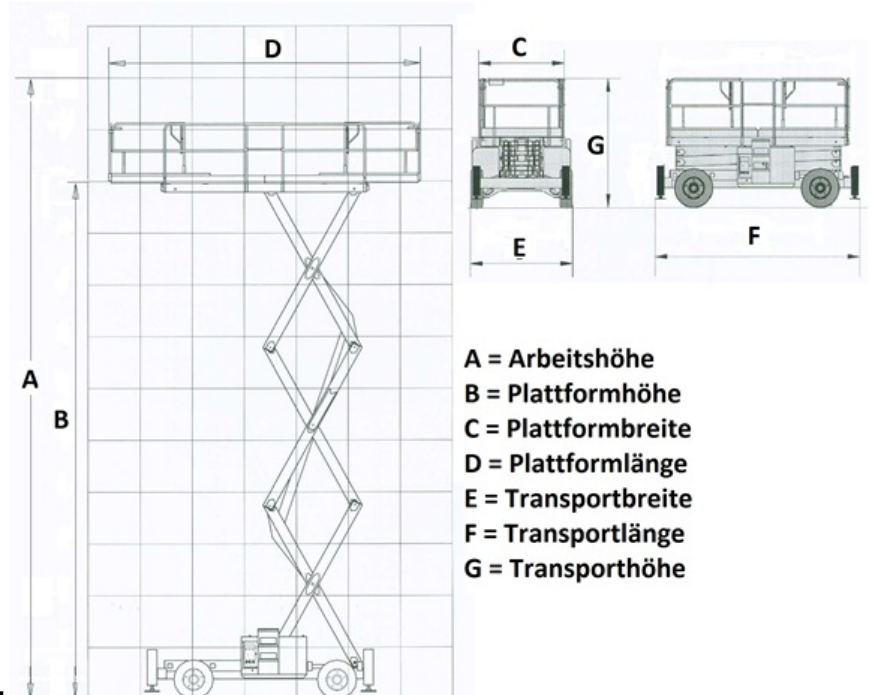 D
C
G
F
E
A
B
A = Arbeitshöhe
B = Plattformhöhe
C = Plattformbreite
D = Plattformlänge
E = Transportbreite
F = Transportlänge
G = Transporthöhe